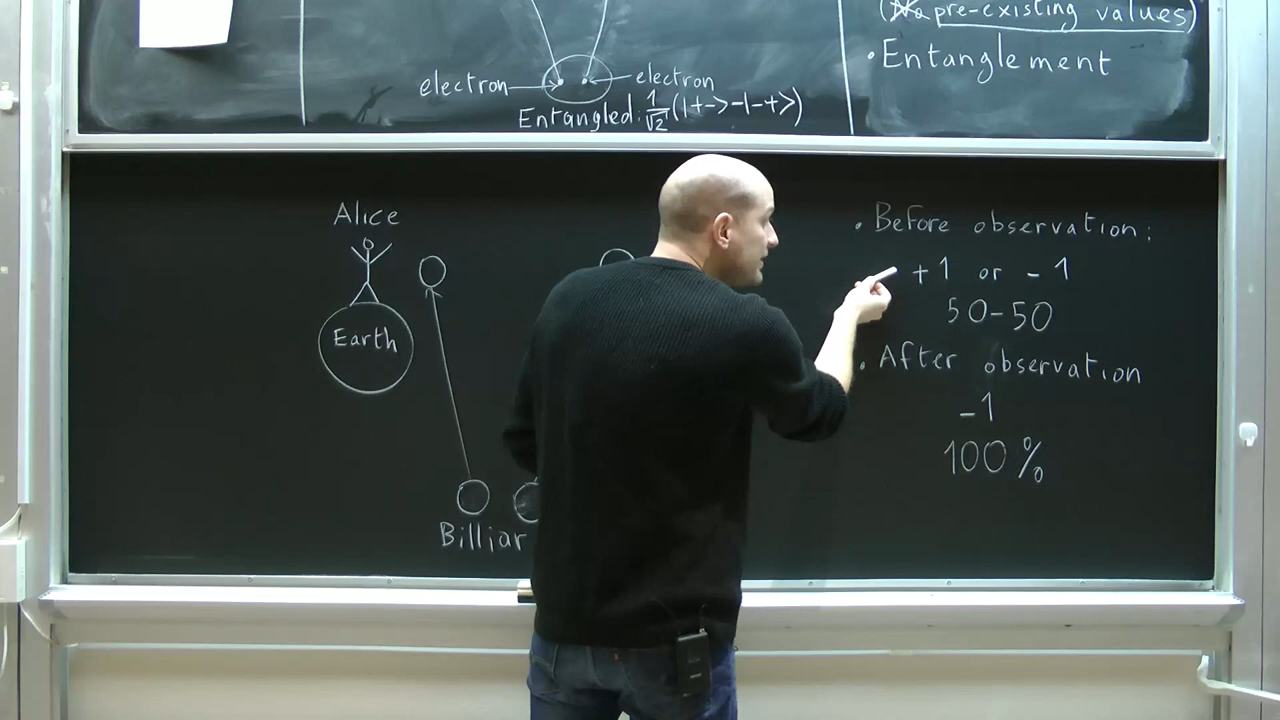 (No pre-existing values)
• Entanglement
electron
electron
Entangled: 1/√2 (|+-> - |-+>)
Alice
Earth
Billiar
• Before observation:
+1 or -1
50-50
• After observation
-1
100%